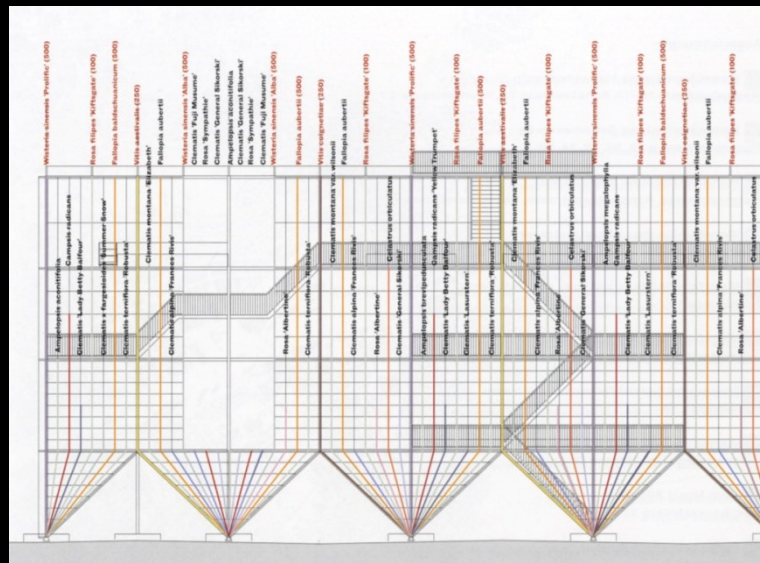 Wisteria sinensis 'Prolific' (500)
Rosa filipes 'Kiftsgate' (100)
Fallopia baldschuanicum (500)
Vitis aestivalis (250)
Fallopia aubertii
Wisteria sinensis 'Alba' (500)
Clematis 'Fuji Musume'
Rosa 'Sympathie'
Clematis 'General Sikorski'
Ampelopsis aconitifolia
Clematis 'General Sikorski'
Rosa 'Sympathie'
Clematis 'Fuji Musume'
Wisteria sinensis 'Alba' (500)
Fallopia aubertii (500)
Vitis coignetiae (250)
Fallopia aubertii
Rosa filipes 'Kiftsgate' (100)
Wisteria sinensis 'Prolific' (500)
Rosa filipes 'Kiftsgate' (100)
Fallopia aubertii (500)
Vitis aestivalis (250)
Fallopia aubertii
Rosa filipes 'Kiftsgate' (100)
Wisteria sinensis 'Prolific' (500)
Rosa filipes 'Kiftsgate' (100)
Fallopia baldschuanicum (500)
Vitis coignetiae (250)
Fallopia aubertii
Rosa filipes 'Kiftsgate' (100)
Campsis radicans
Clematis montana 'Elizabeth'
Clematis montana var. wilsonii
Celastrus orbiculatus
Campsis radicans 'Yellow Trumpet'
Clematis montana 'Elizabeth'
Celastrus orbiculatus
Ampelopsis megalophylla
Campsis radicans
Clematis montana var. wilsonii
Celastrus orbiculatus
Ampelopsis aconitifolia
Clematis 'Lady Betty Balfour'
Clematis x fargesioides 'Summer Snow'
Clematis terniflora 'Robusta'
Clematis alpina 'Frances Rivis'
Rosa 'Albertine'
Clematis terniflora 'Robusta'
Clematis alpina 'Frances Rivis'
Rosa 'Albertine'
Clematis 'General Sikorski'
Ampelopsis brevipedunculata
Clematis 'Lady Betty Balfour'
Clematis 'Lasurstern'
Clematis terniflora 'Robusta'
Clematis alpina 'Frances Rivis'
Rosa 'Albertine'
Clematis 'General Sikorski'
Clematis 'Lady Betty Balfour'
Clematis 'Lasurstern'
Clematis terniflora 'Robusta'
Clematis alpina 'Frances Rivis'
Rosa 'Albertine'